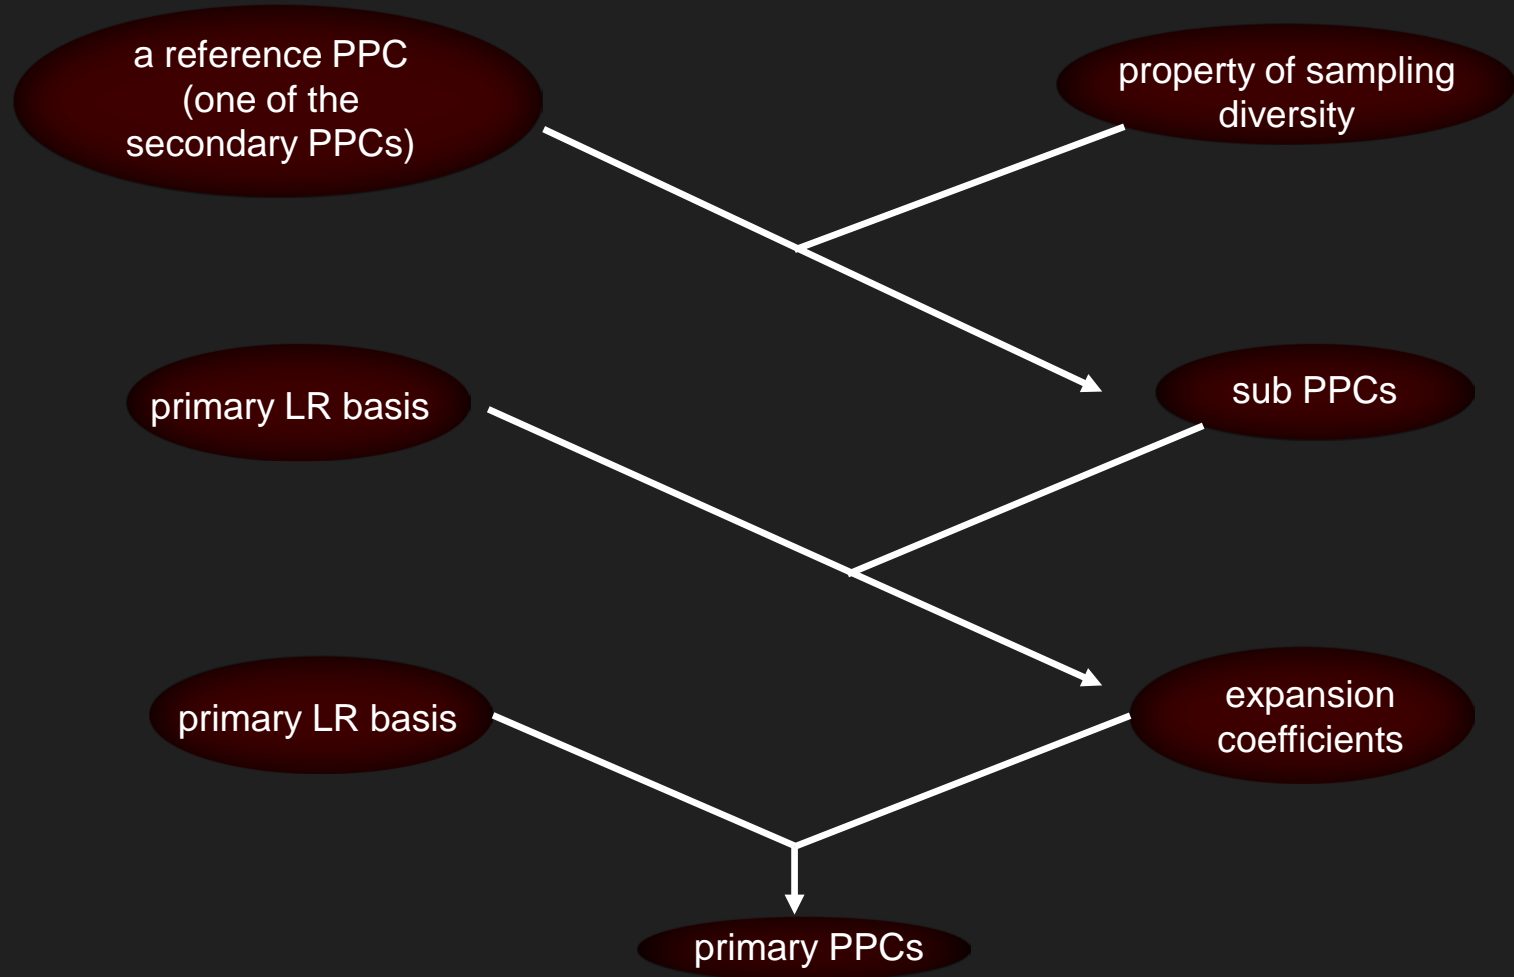 a reference PPC
(one of the
secondary PPCs)
property of sampling
diversity
primary LR basis
sub PPCs
primary LR basis
expansion
coefficients
primary PPCs